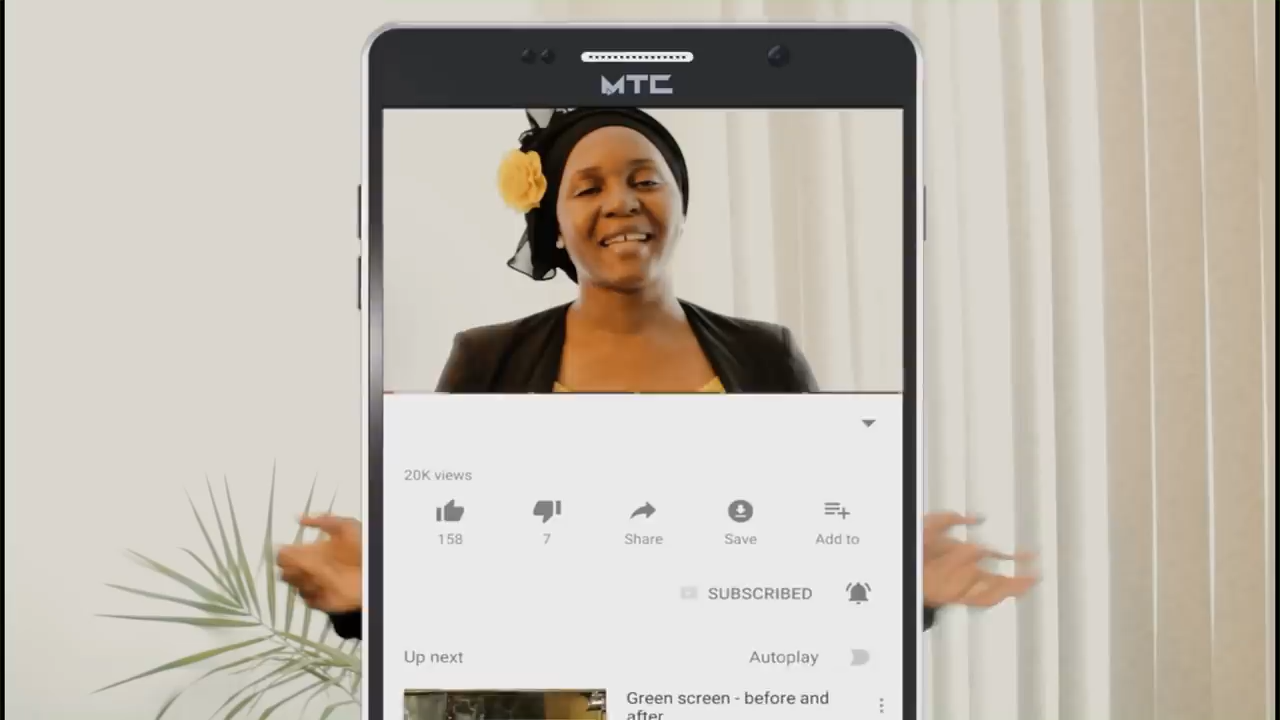 MTC
20K views
158
7
Share
Save
Add to
SUBSCRIBED
Up next
Autoplay
Green screen - before and
after